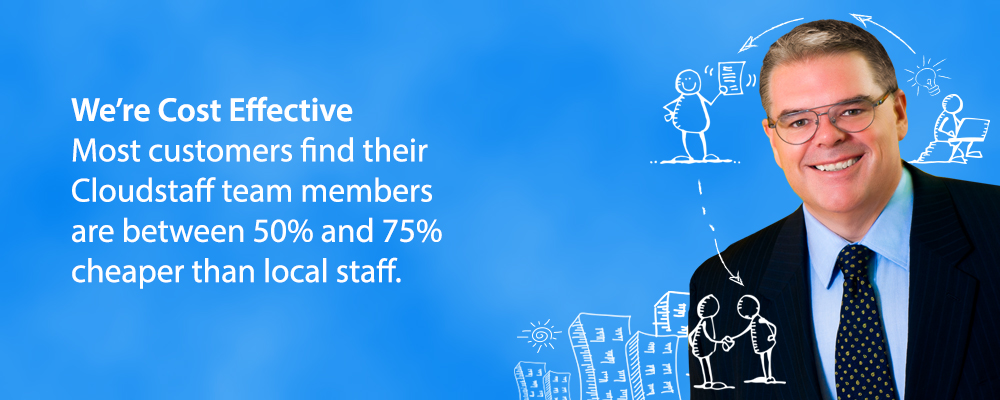 We’re Cost Effective
Most customers find their
Cloudstaff team members
are between 50% and 75%
cheaper than local staff.